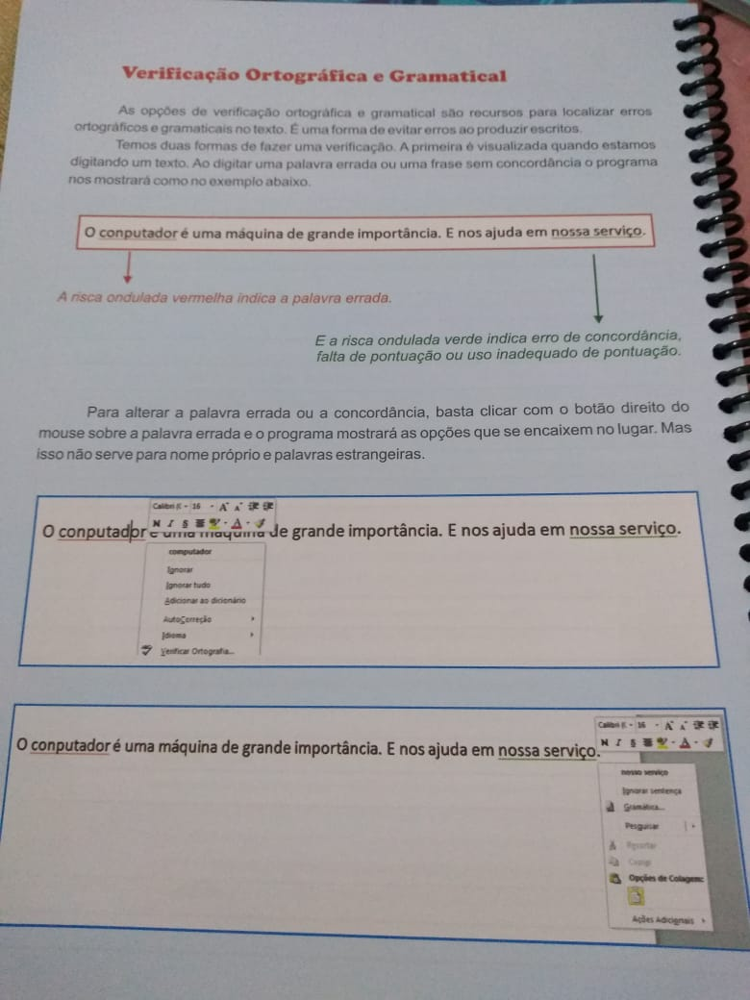 Verificação Ortográfica e Gramatical
As opções de verificação ortográfica e gramatical são recursos para localizar erros
ortográficos e gramaticais no texto. É uma forma de evitar erros ao produzir escritos.
Temos duas formas de fazer uma verificação. A primeira é visualizada quando estamos
digitando um texto. Ao digitar uma palavra errada ou uma frase sem concordância o programa
nos mostrará como no exemplo abaixo.
O conputador é uma máquina de grande importância. E nos ajuda em nossa serviço.
A risca ondulada vermelha indica a palavra errada.
E a risca ondulada verde indica erro de concordância,
falta de pontuação ou uso inadequado de pontuação.
Para alterar a palavra errada ou a concordância, basta clicar com o botão direito do
mouse sobre a palavra errada e o programa mostrará as opções que se encaixem no lugar. Mas
isso não serve para nome próprio e palavras estrangeiras.
Calibri (C 16 A A
N I S A
O conputador é uma máquina de grande importância. E nos ajuda em nossa serviço.
computador
Ignorar
Ignorar tudo
Adicionar ao dicionário
AutoCorreção
Idioma
Verificar Ortografia...
Calibri (C 16 A A
N I S A
O conputador é uma máquina de grande importância. E nos ajuda em nossa serviço.
nosso serviço
Ignorar sentença
Gramática...
Pesquisar
Recortar
Copiar
Opções de Colagem:
Ações Adicionais